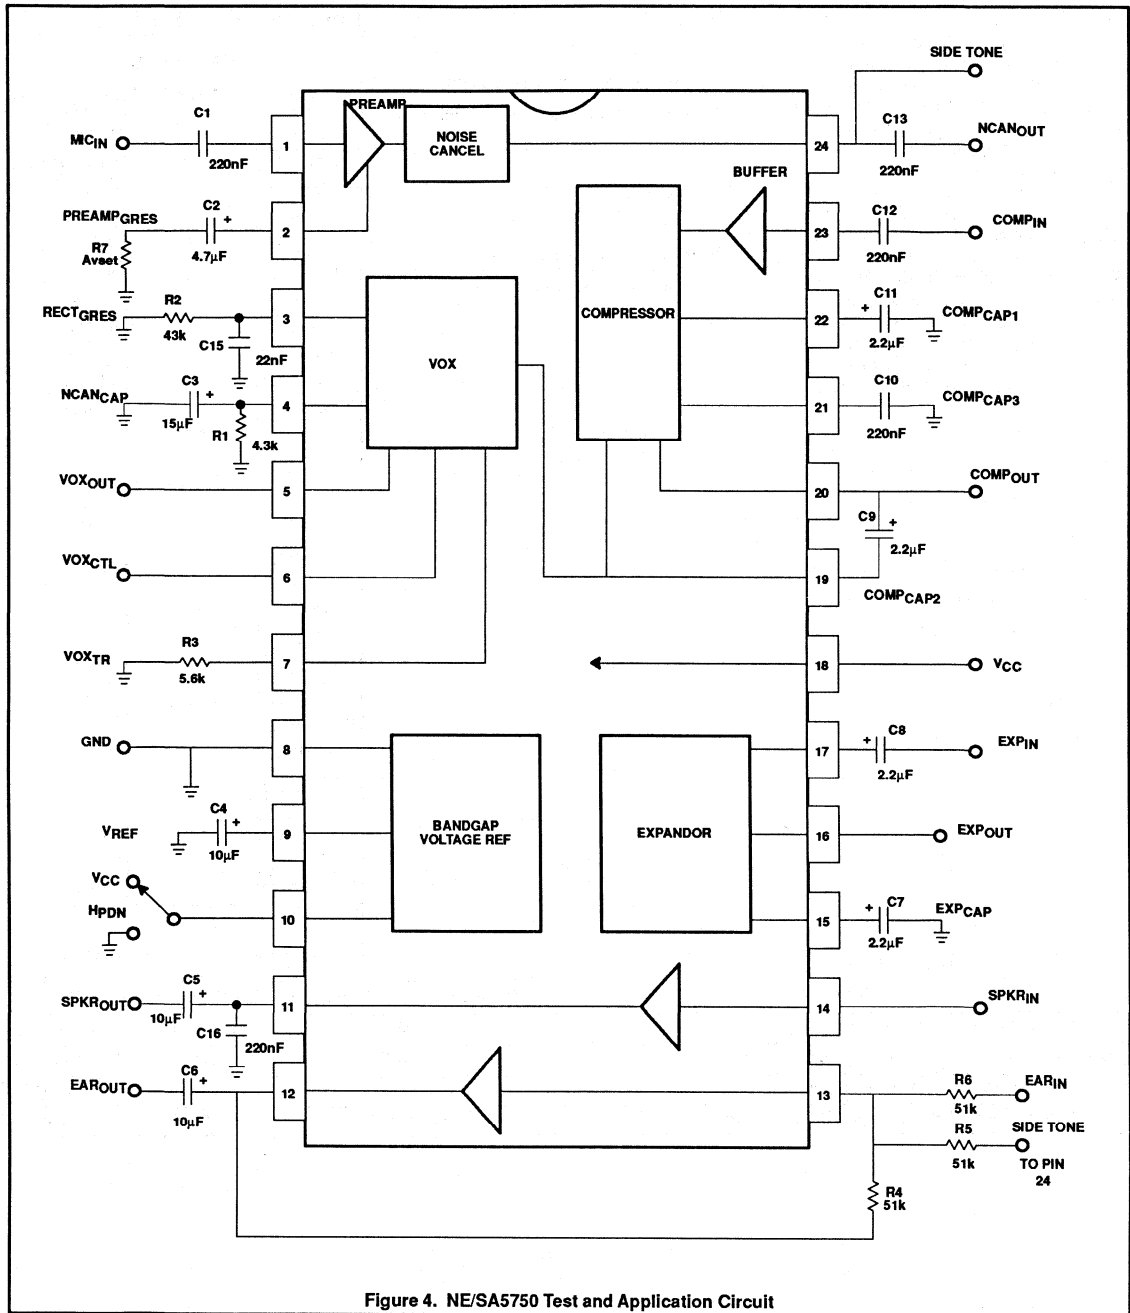 SIDE TONE
C1
MICIN
220nF
1
PREAMP
NOISE
CANCEL
24
C13
220nF
NCANOUT
PREAMPGRES
C2
+
4.7µF
R7
Avset
2
BUFFER
23
C12
220nF
COMPIN
RECTGRES
R2
43k
C15
22nF
3
VOX
COMPRESSOR
22
+
C11
2.2µF
COMPCAP1
NCANCAP
C3
+
15µF
R1
4.3k
4
21
C10
220nF
COMPCAP3
VOXOUT
5
20
COMPOUT
C9
+
2.2µF
VOXCTL
6
19
COMPCAP2
VOXTR
R3
5.6k
7
18
VCC
GND
8
17
+
C8
2.2µF
EXPIN
VREF
C4
+
10µF
9
BANDGAP
VOLTAGE REF
EXPANDOR
16
EXPOUT
VCC
HPDN
10
15
+
C7
2.2µF
EXPCAP
SPKROUT
C5
+
10µF
C16
220nF
11
14
SPKRIN
EAROUT
C6
+
10µF
12
13
R6
51k
EARIN
R5
51k
SIDE TONE
TO PIN
24
R4
51k
Figure 4. NE/SA5750 Test and Application Circuit